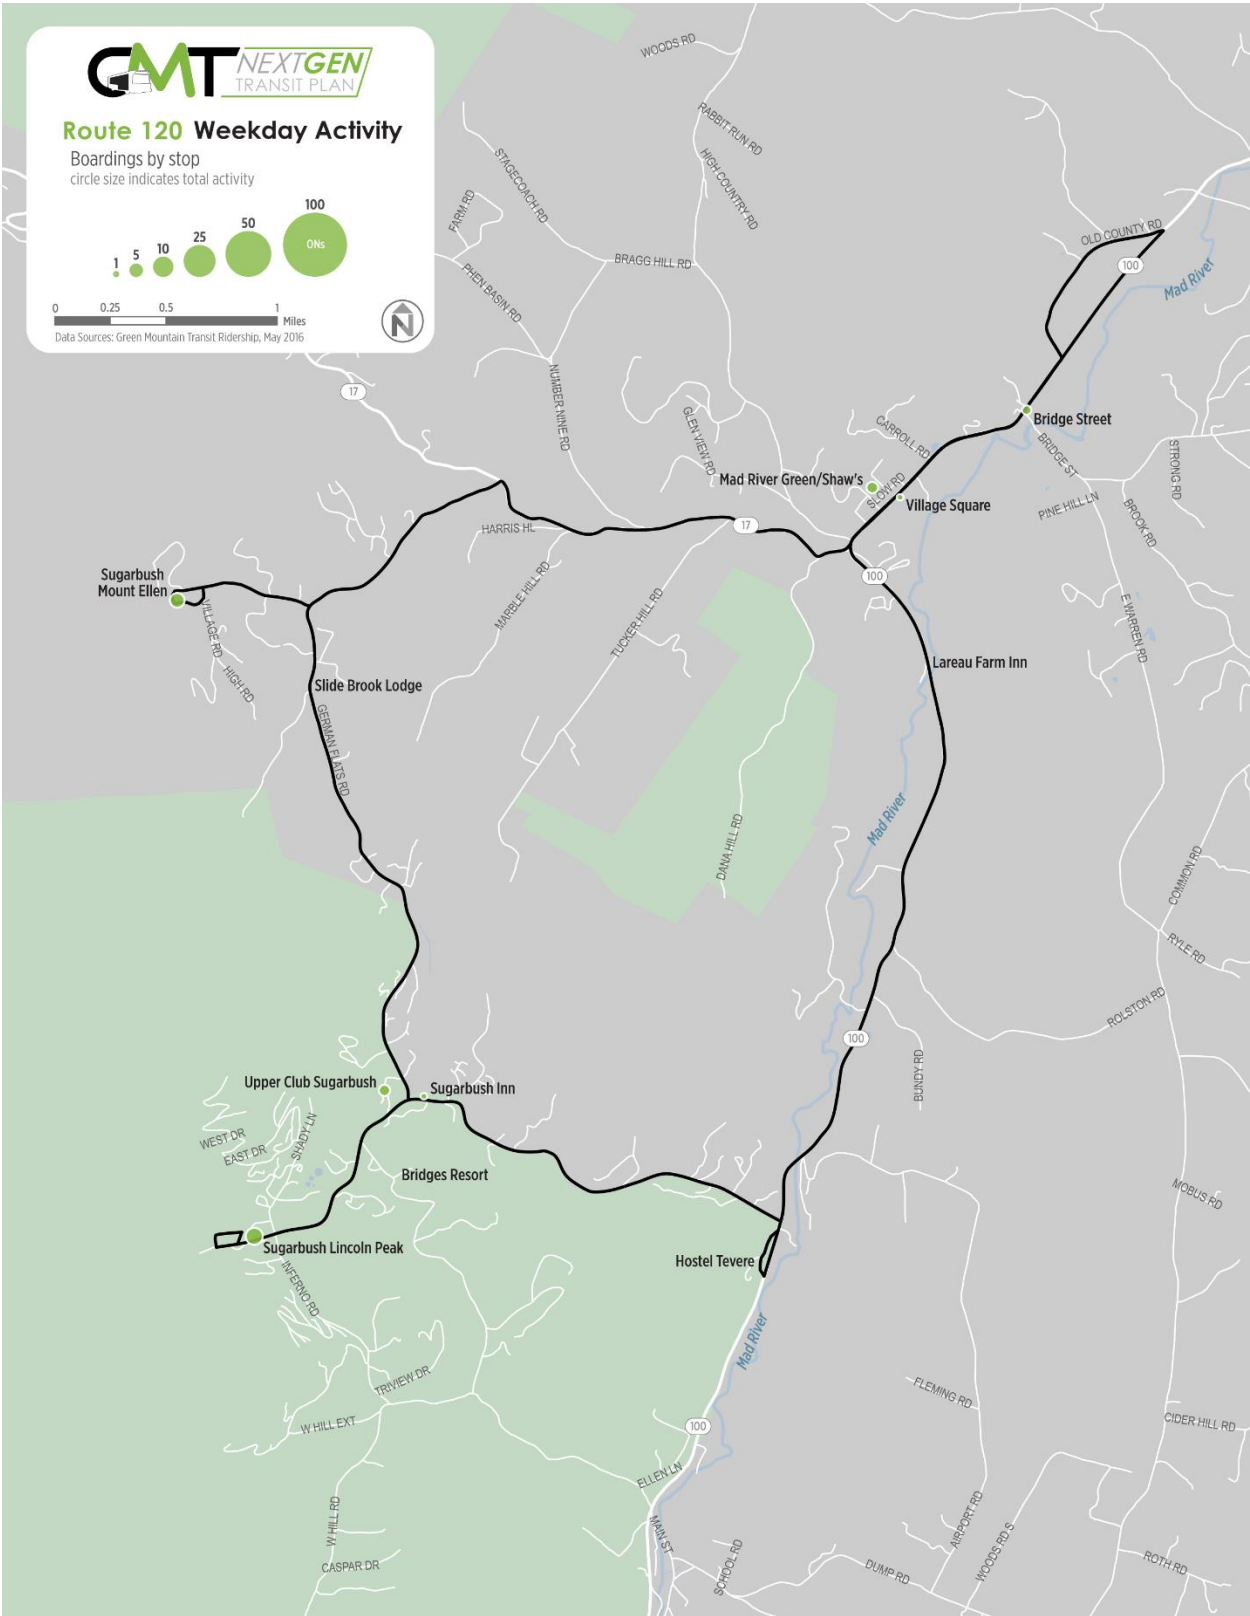 GMT NEXTGEN
TRANSIT PLAN
Route 120 Weekday Activity
Boardings by stop
circle size indicates total activity
1 5 10 25 50 100
ONs
0 0.25 0.5 1
Miles
Data Sources: Green Mountain Transit Ridership, May 2016
N
WOODS RD
RABBIT RUN RD
HIGH COUNTRY RD
STAGECOACH RD
FARM RD
BRAGG HILL RD
PHEN BASIN RD
OLD COUNTY RD
100
Mad River
17
NUMBER NINE RD
GLEN VIEW RD
CARROLL RD
Bridge Street
BRIDGE ST
STRONG RD
Mad River Green/Shaw's
SLOW RD
Village Square
PINE HILL LN
BROOK RD
HARRIS HL
17
100
Sugarbush
Mount Ellen
VILLAGE RD
HIGH RD
MARBLE HILL RD
TUCKER HILL RD
E WARREN RD
Lareau Farm Inn
Slide Brook Lodge
GERMAN FLATS RD
Mad River
DANA HILL RD
COMMON RD
RYLE RD
ROLSTON RD
100
BUNDY RD
Upper Club Sugarbush
Sugarbush Inn
WEST DR
EAST DR
SHADY LN
Bridges Resort
MOBUS RD
Sugarbush Lincoln Peak
Hostel Tevere
INFERNO RD
Mad River
TRIVIEW DR
FLEMING RD
W HILL EXT
100
CIDER HILL RD
ELLEN LN
W HILL RD
MAIN ST
AIRPORT RD
WOODS RD S
CASPAR DR
SCHOOL RD
DUMP RD
ROTH RD